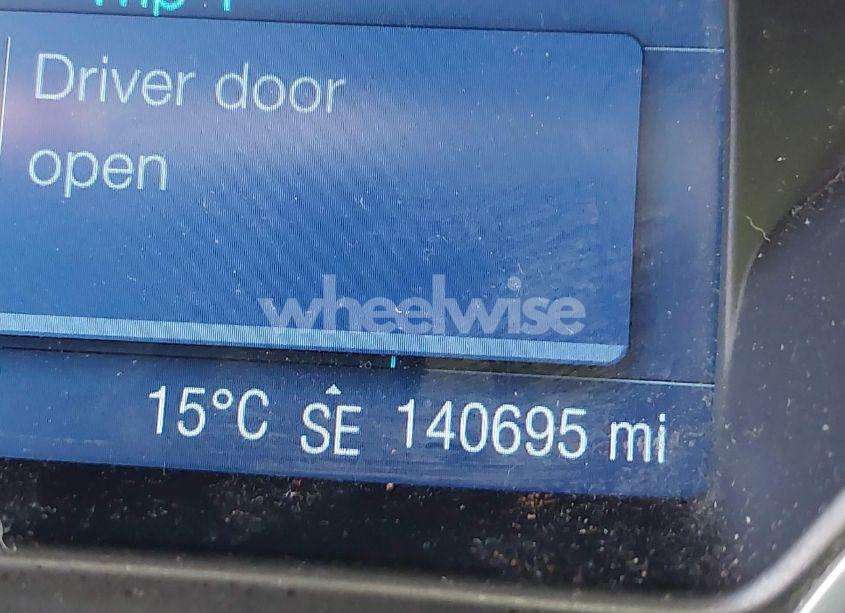 Driver door
open
wheelwise
15°C SE 140695 mi